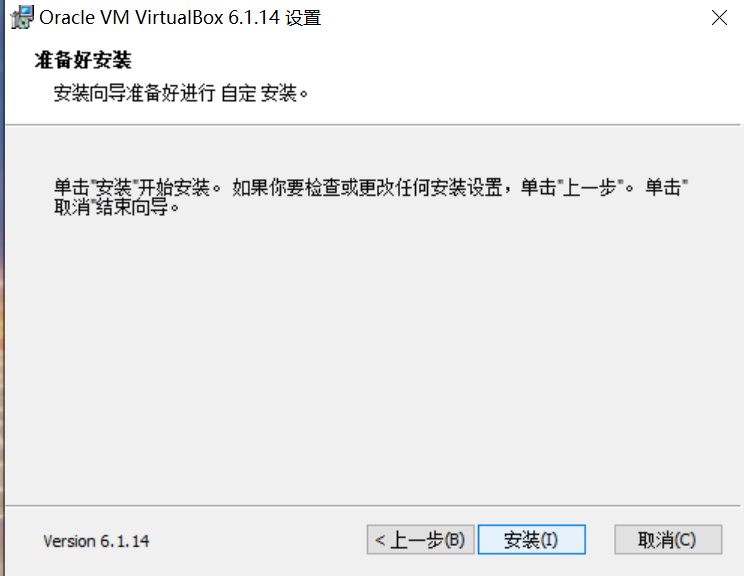 Oracle VM VirtualBox 6.1.14 设置
准备好安装
安装向导准备好进行 自定 安装。
单击"安装"开始安装。 如果你要检查或更改任何安装设置，单击"上一步"。 单击"
取消"结束向导。
Version 6.1.14
< 上一步(B)
安装(I)
取消(C)